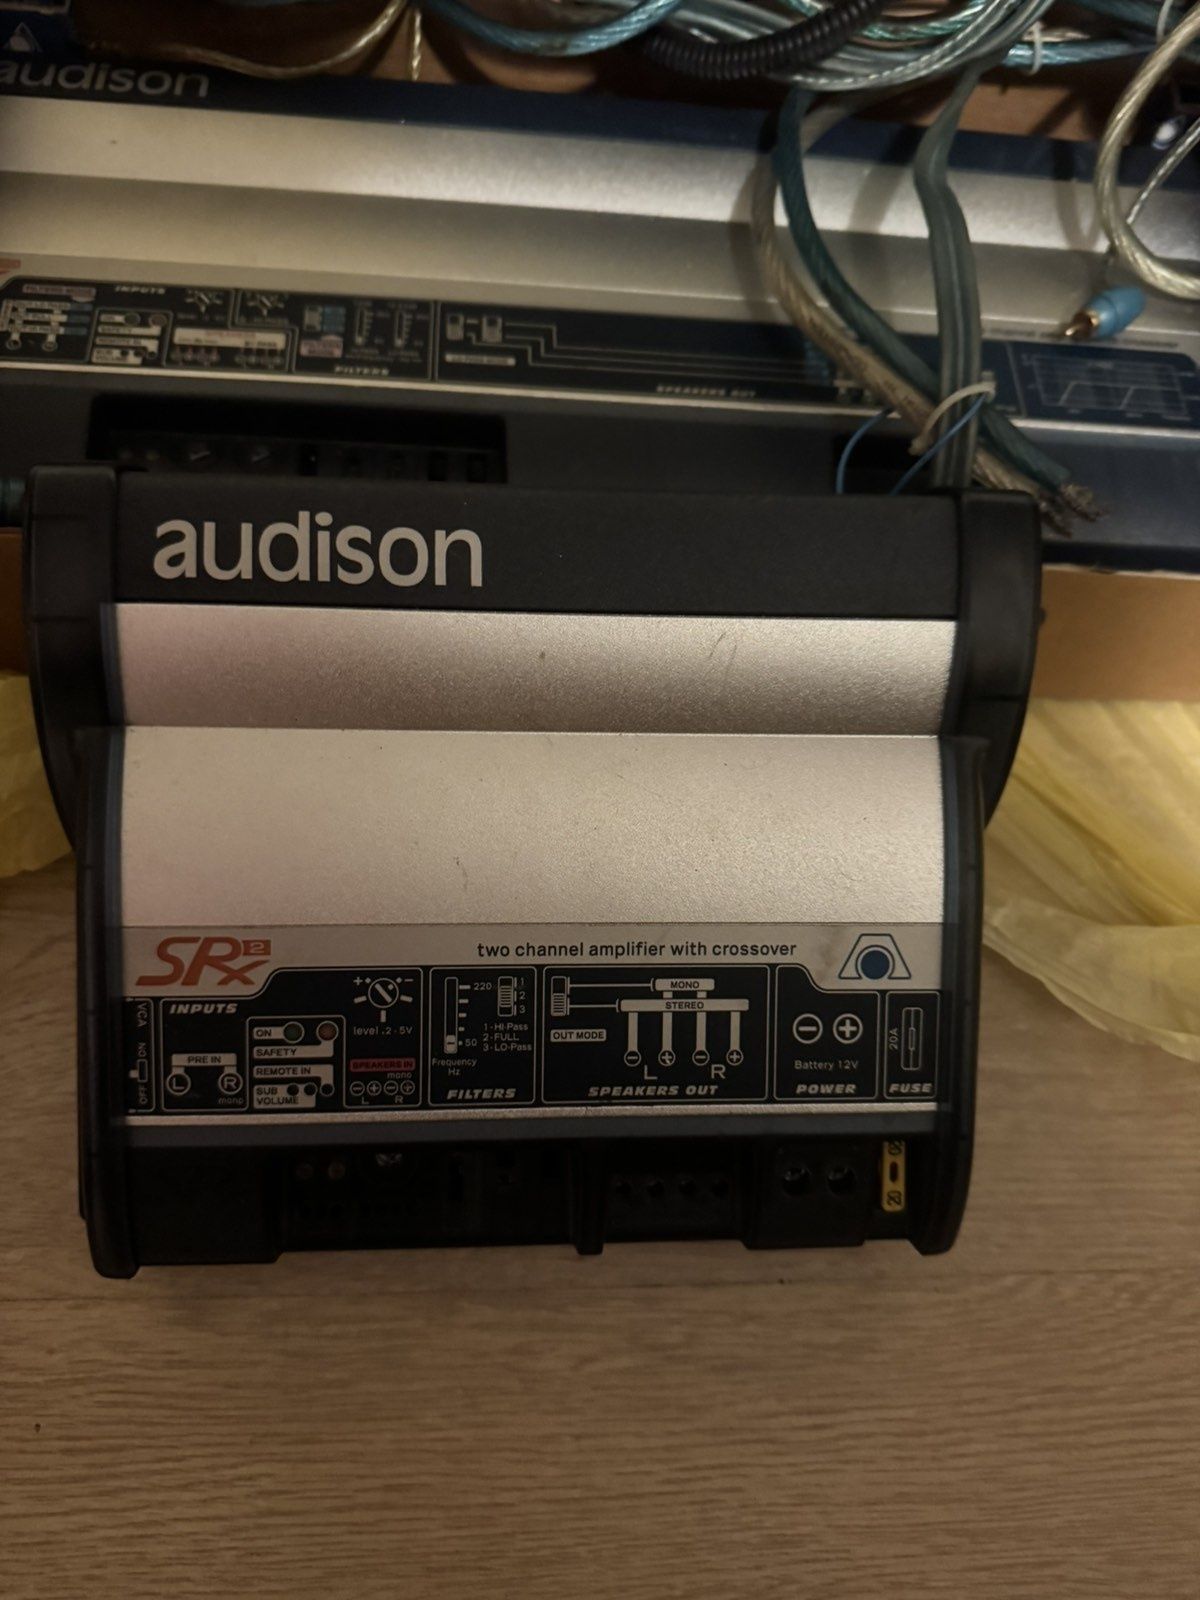 audison
INPUTS
FILTERS
SPEAKERS OUT
audison
SRx2
two channel amplifier with crossover
VCA
ON
OFF
INPUTS
PRE IN
L
R
mono
ON
SAFETY
REMOTE IN
SUB
VOLUME
+
-
level .2-5V
SPEAKERS IN
mono
- + - +
L R
220
50
Frequency
Hz
1
2
3
1-HI-Pass
2-FULL
3-LO-Pass
FILTERS
OUT MODE
MONO
STEREO
- + - +
L R
SPEAKERS OUT
- +
Battery 12V
POWER
20A
FUSE
20